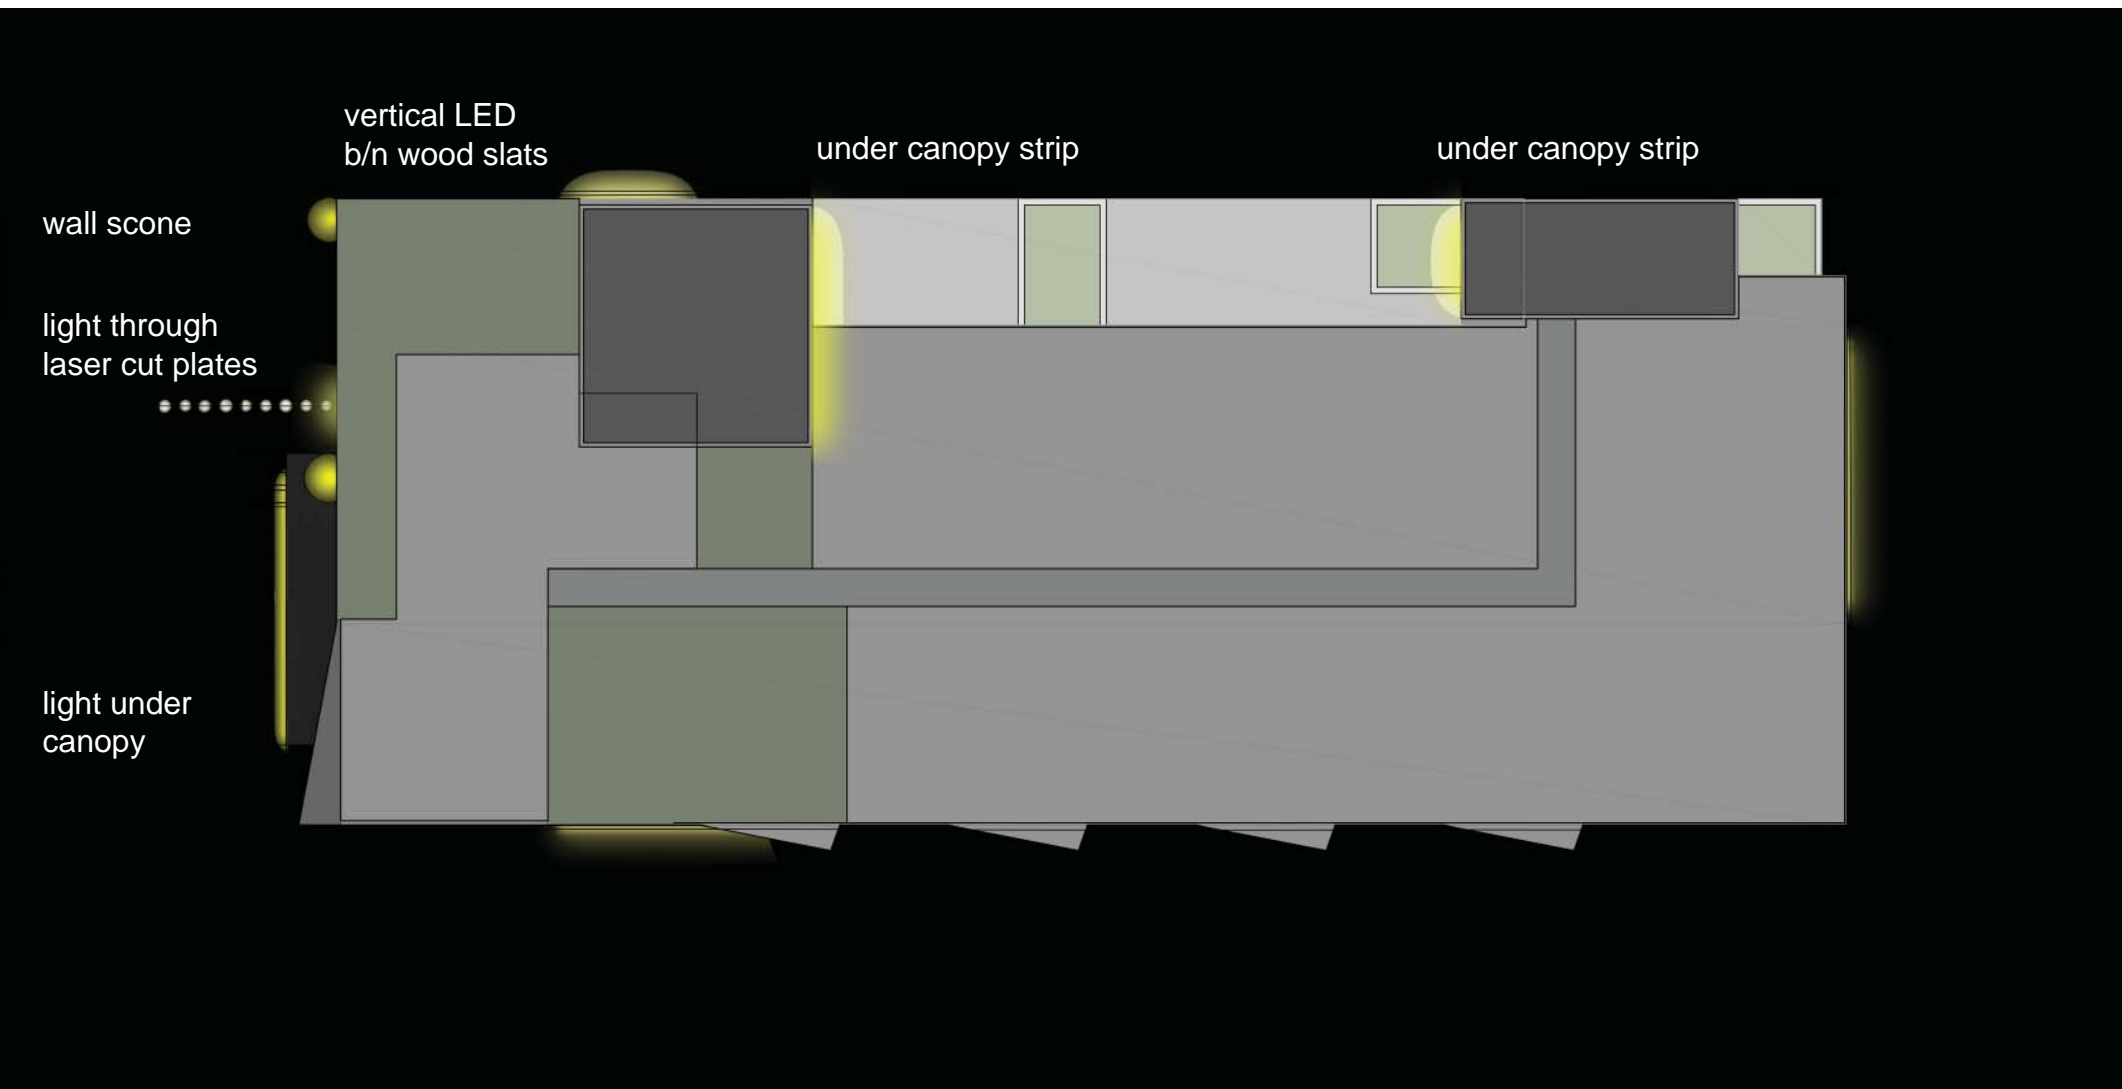 vertical LED
b/n wood slats
under canopy strip
under canopy strip
wall scone
light through
laser cut plates
light under
canopy